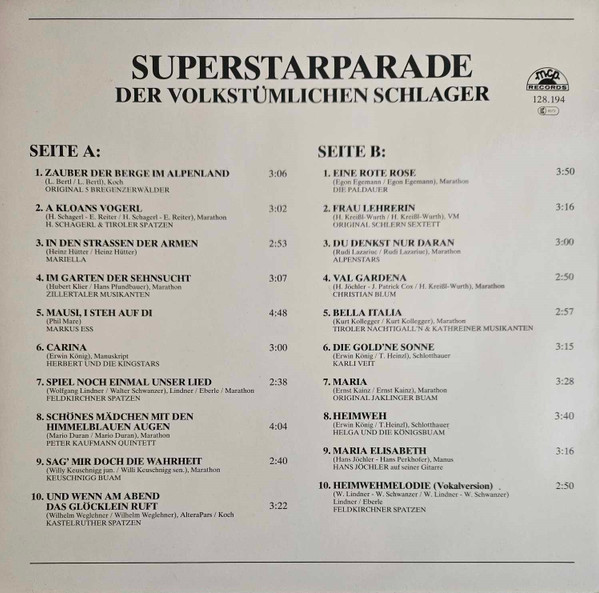 SUPERSTARPARADE
DER VOLKSTÜMLICHEN SCHLAGER
mca
RECORDS
128.194
SEITE A:
1. ZAUBER DER BERGE IM ALPENLAND 3:06
(L. Bertl / L. Bertl), Koch
ORIGINAL 5 BREGENZERWÄLDER
2. A KLOANS VOGERL 3:02
(H. Schagerl - E. Reiter / H. Schagerl - E. Reiter), Marathon
H. SCHAGERL & TIROLER SPATZEN
3. IN DEN STRASSEN DER ARMEN 2:53
(Heinz Hütter / Heinz Hütter)
MARIELLA
4. IM GARTEN DER SEHNSUCHT 3:07
(Hubert Klier / Hans Pfundbauer), Marathon
ZILLERTALER MUSIKANTEN
5. MAUSI, I STEH AUF DI 4:48
(Phil Maze)
MARKUS ESS
6. CARINA 3:00
(Erwin König), Manuskript
HERBERT UND DIE KINGSTARS
7. SPIEL NOCH EINMAL UNSER LIED 2:38
(Wolfgang Lindner / Walter Schwanzer), Lindner / Eberle / Marathon
FELDKIRCHNER SPATZEN
8. SCHÖNES MÄDCHEN MIT DEN
HIMMELBLAUEN AUGEN 4:04
(Mario Duran / Mario Duran), Marathon
PETER KAUFMANN QUINTETT
9. SAG' MIR DOCH DIE WAHRHEIT 2:40
(Willy Keuschnigg jun. / Willi Keuschnigg sen.), Marathon
KEUSCHNIGG BUAM
10. UND WENN AM ABEND
DAS GLÖCKLEIN RUFT 3:22
(Wilhelm Weglehner / Wilhelm Weglehner), AlteraPars / Koch
KASTELRUTHER SPATZEN
SEITE B:
1. EINE ROTE ROSE 3:50
(Egon Egemann / Egon Egemann), Marathon
DIE PALDAUER
2. FRAU LEHRERIN 3:16
(H. Kreißl-Wurth / H. Kreißl-Wurth), VM
ORIGINAL SCHLERN SEXTETT
3. DU DENKST NUR DARAN 3:00
(Rudi Lazarius / Rudi Lazarius), Marathon
ALPENSTARS
4. VAL GARDENA 2:50
(H. Jöchler - J. Patrick Cox / H. Kreißl-Wurth), Marathon
CHRISTIAN BLUM
5. BELLA ITALIA 2:57
(Kurt Kollegger / Kurt Kollegger), Marathon
TIROLER NACHTIGALL'N & KATHREINER MUSIKANTEN
6. DIE GOLD'NE SONNE 3:15
(Erwin König / T. Heinzl), Schlotthauer
KARLI VEIT
7. MARIA 3:28
(Ernst Kainz / Ernst Kainz), Marathon
ORIGINAL JAKLINGER BUAM
8. HEIMWEH 3:40
(Erwin König / T.Heinzl), Schlotthauer
HELGA UND DIE KÖNIGSBUAM
9. MARIA ELISABETH 3:16
(Hans Jöchler - Hans Perkhofer), Manus
HANS JÖCHLER auf seiner Gitarre
10. HEIMWEHMELODIE (Vokalversion) 2:50
(W. Lindner - W. Schwanzer / W. Lindner - W. Schwanzer)
Lindner / Eberle
FELDKIRCHNER SPATZEN